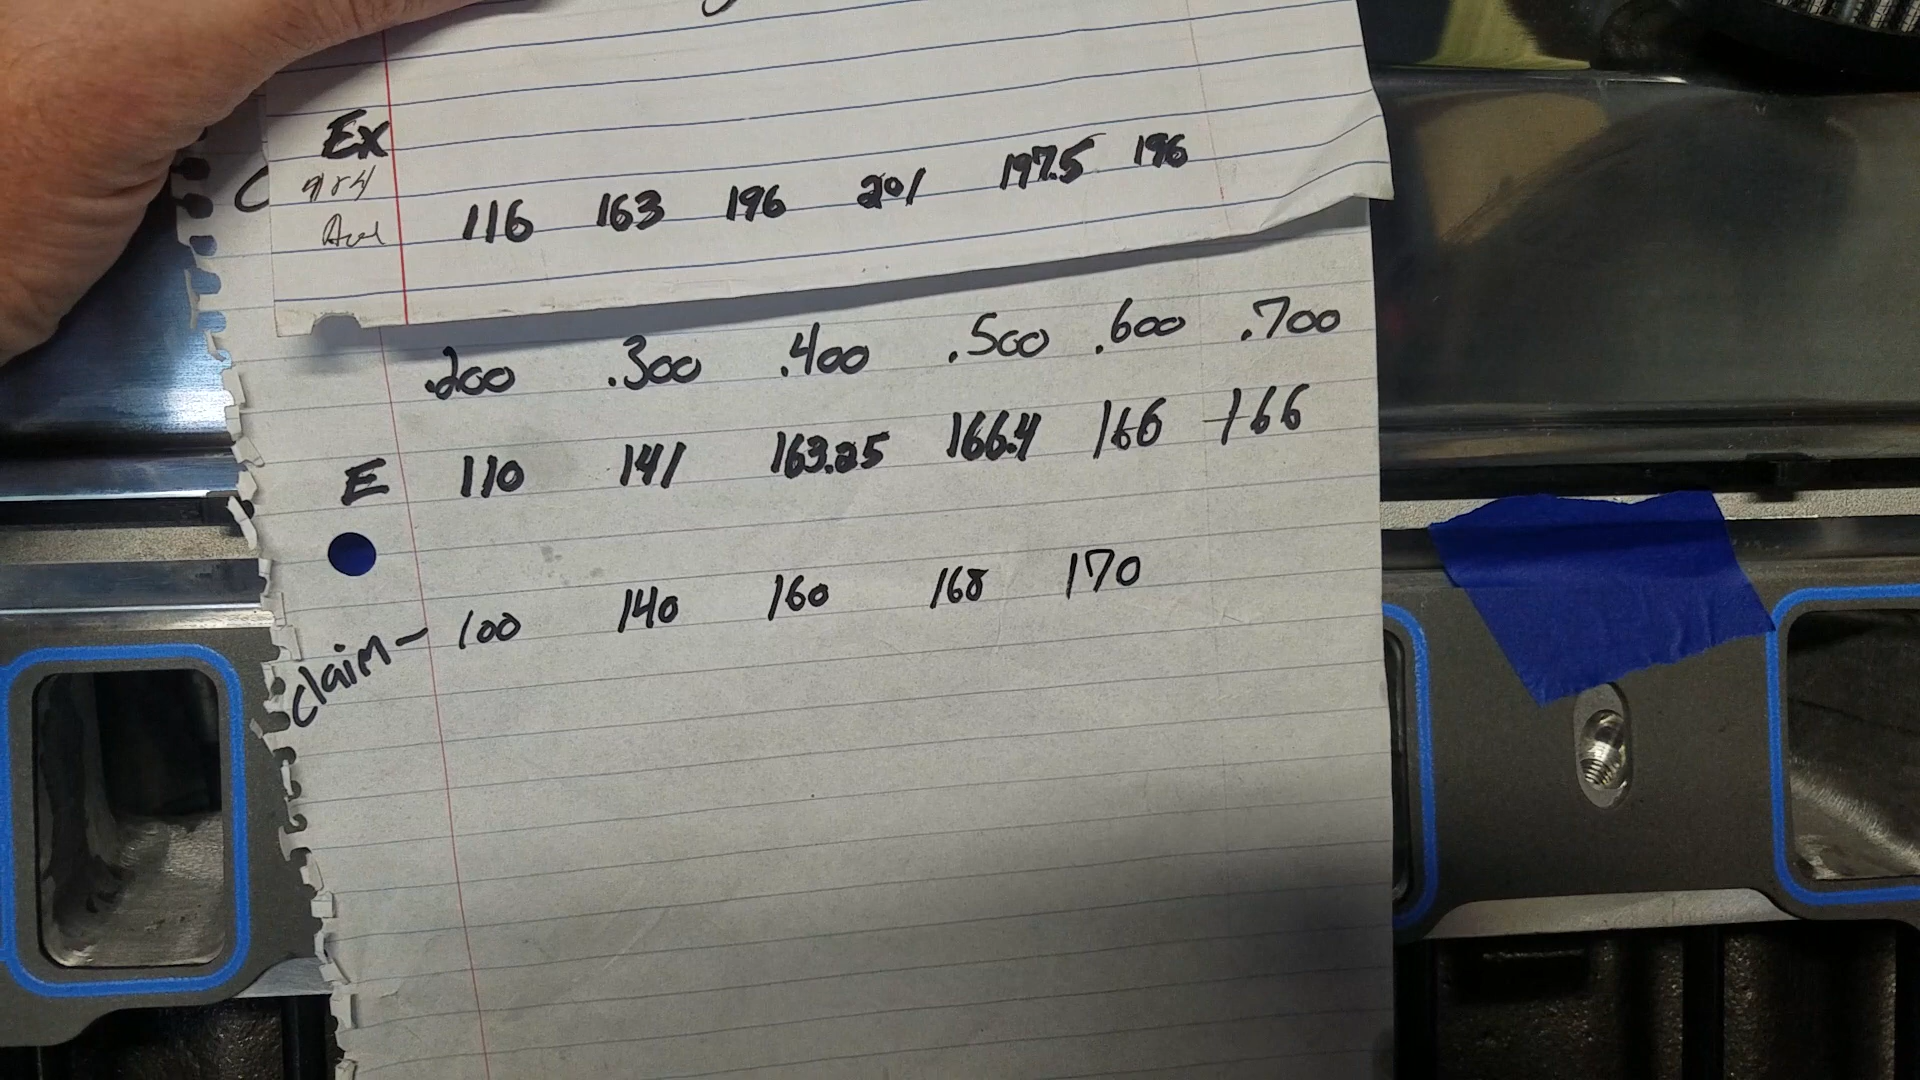 Ex
116 163 196 201 197.5 196
.200 .300 .400 .500 .600 .700
E 110 141 163.25 166.4 166 166
Claim - 100 140 160 168 170